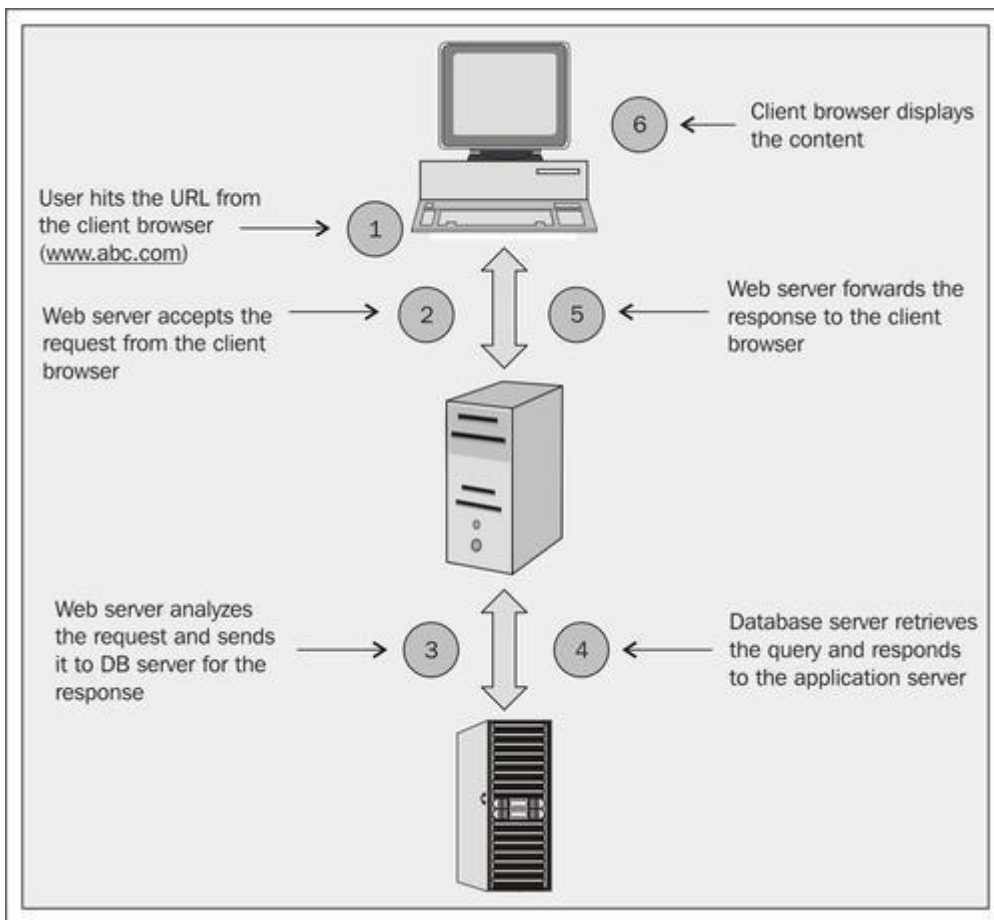 6
Client browser displays
the content
User hits the URL from
the client browser
(www.abc.com)
1
Web server accepts the
request from the client
browser
2
5
Web server forwards the
response to the client
browser
Web server analyzes
the request and sends
it to DB server for the
response
3
4
Database server retrieves
the query and responds
to the application server